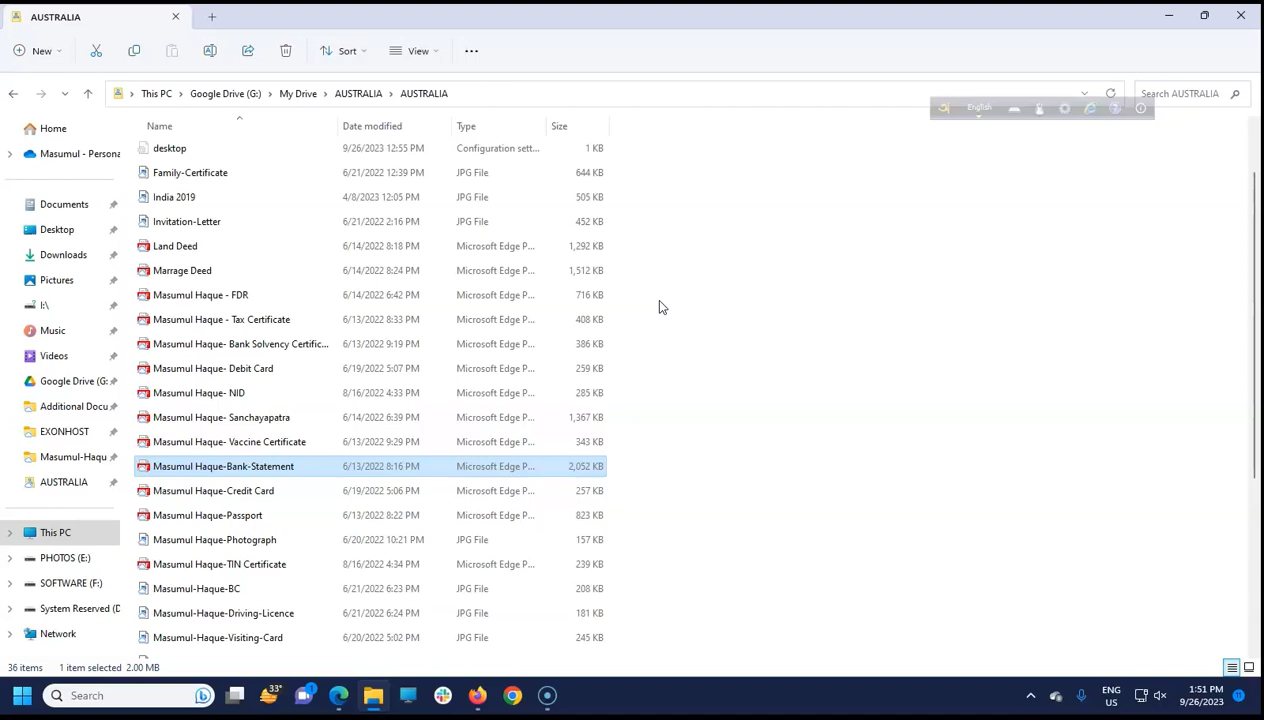 AUSTRALIA
New
Sort
View
This PC
Google Drive (G:)
My Drive
AUSTRALIA
AUSTRALIA
Search AUSTRALIA
English
Name
Date modified
Type
Size
Home
Masumul - Persona
Documents
Desktop
Downloads
Pictures
I:\
Music
Videos
Google Drive (G:
Additional Docu
EXONHOST
Masumul-Haqu
AUSTRALIA
This PC
PHOTOS (E:)
SOFTWARE (F:)
System Reserved (D
Network
desktop 9/26/2023 12:55 PM Configuration sett... 1 KB
Family-Certificate 6/21/2022 12:39 PM JPG File 644 KB
India 2019 4/8/2023 12:05 PM JPG File 505 KB
Invitation-Letter 6/21/2022 2:16 PM JPG File 452 KB
Land Deed 6/14/2022 8:18 PM Microsoft Edge P... 1,292 KB
Marrage Deed 6/14/2022 8:24 PM Microsoft Edge P... 1,512 KB
Masumul Haque - FDR 6/14/2022 6:42 PM Microsoft Edge P... 716 KB
Masumul Haque - Tax Certificate 6/13/2022 8:33 PM Microsoft Edge P... 408 KB
Masumul Haque- Bank Solvency Certific... 6/13/2022 9:19 PM Microsoft Edge P... 386 KB
Masumul Haque- Debit Card 6/19/2022 5:07 PM Microsoft Edge P... 259 KB
Masumul Haque- NID 8/16/2022 4:33 PM Microsoft Edge P... 285 KB
Masumul Haque- Sanchayapatra 6/14/2022 6:39 PM Microsoft Edge P... 1,367 KB
Masumul Haque- Vaccine Certificate 6/13/2022 9:29 PM Microsoft Edge P... 343 KB
Masumul Haque-Bank-Statement 6/13/2022 8:16 PM Microsoft Edge P... 2,052 KB
Masumul Haque-Credit Card 6/19/2022 5:06 PM Microsoft Edge P... 257 KB
Masumul Haque-Passport 6/13/2022 8:22 PM Microsoft Edge P... 823 KB
Masumul Haque-Photograph 6/20/2022 10:21 PM JPG File 157 KB
Masumul Haque-TIN Certificate 8/16/2022 4:34 PM Microsoft Edge P... 239 KB
Masumul-Haque-BC 6/21/2022 6:23 PM JPG File 208 KB
Masumul-Haque-Driving-Licence 6/21/2022 6:24 PM JPG File 181 KB
Masumul-Haque-Visiting-Card 6/20/2022 5:02 PM JPG File 245 KB
36 items 1 item selected 2.00 MB
Search
33°
1
ENG
US
1:51 PM
9/26/2023
11